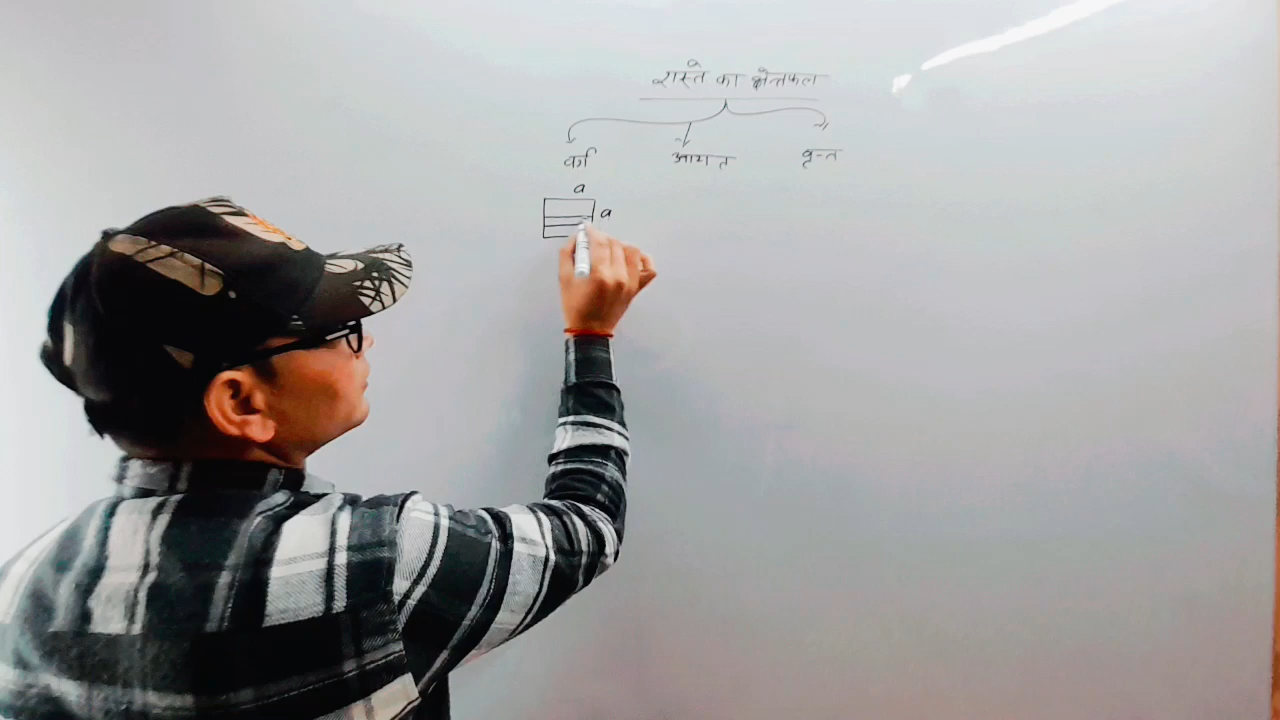 रास्ते का क्षेत्रफल
वर्ग आयत वृत्त
a
a